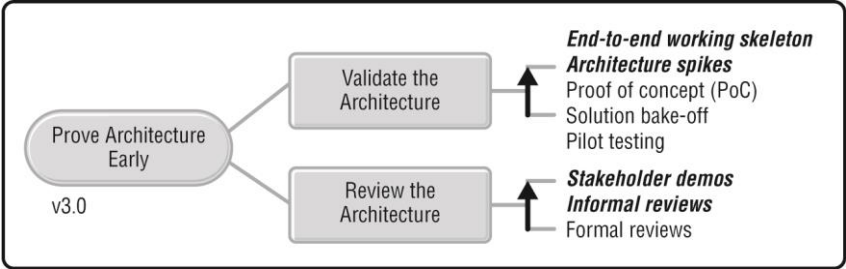 Prove Architecture
Early
v3.0
Validate the
Architecture
End-to-end working skeleton
Architecture spikes
Proof of concept (PoC)
Solution bake-off
Pilot testing
Review the
Architecture
Stakeholder demos
Informal reviews
Formal reviews